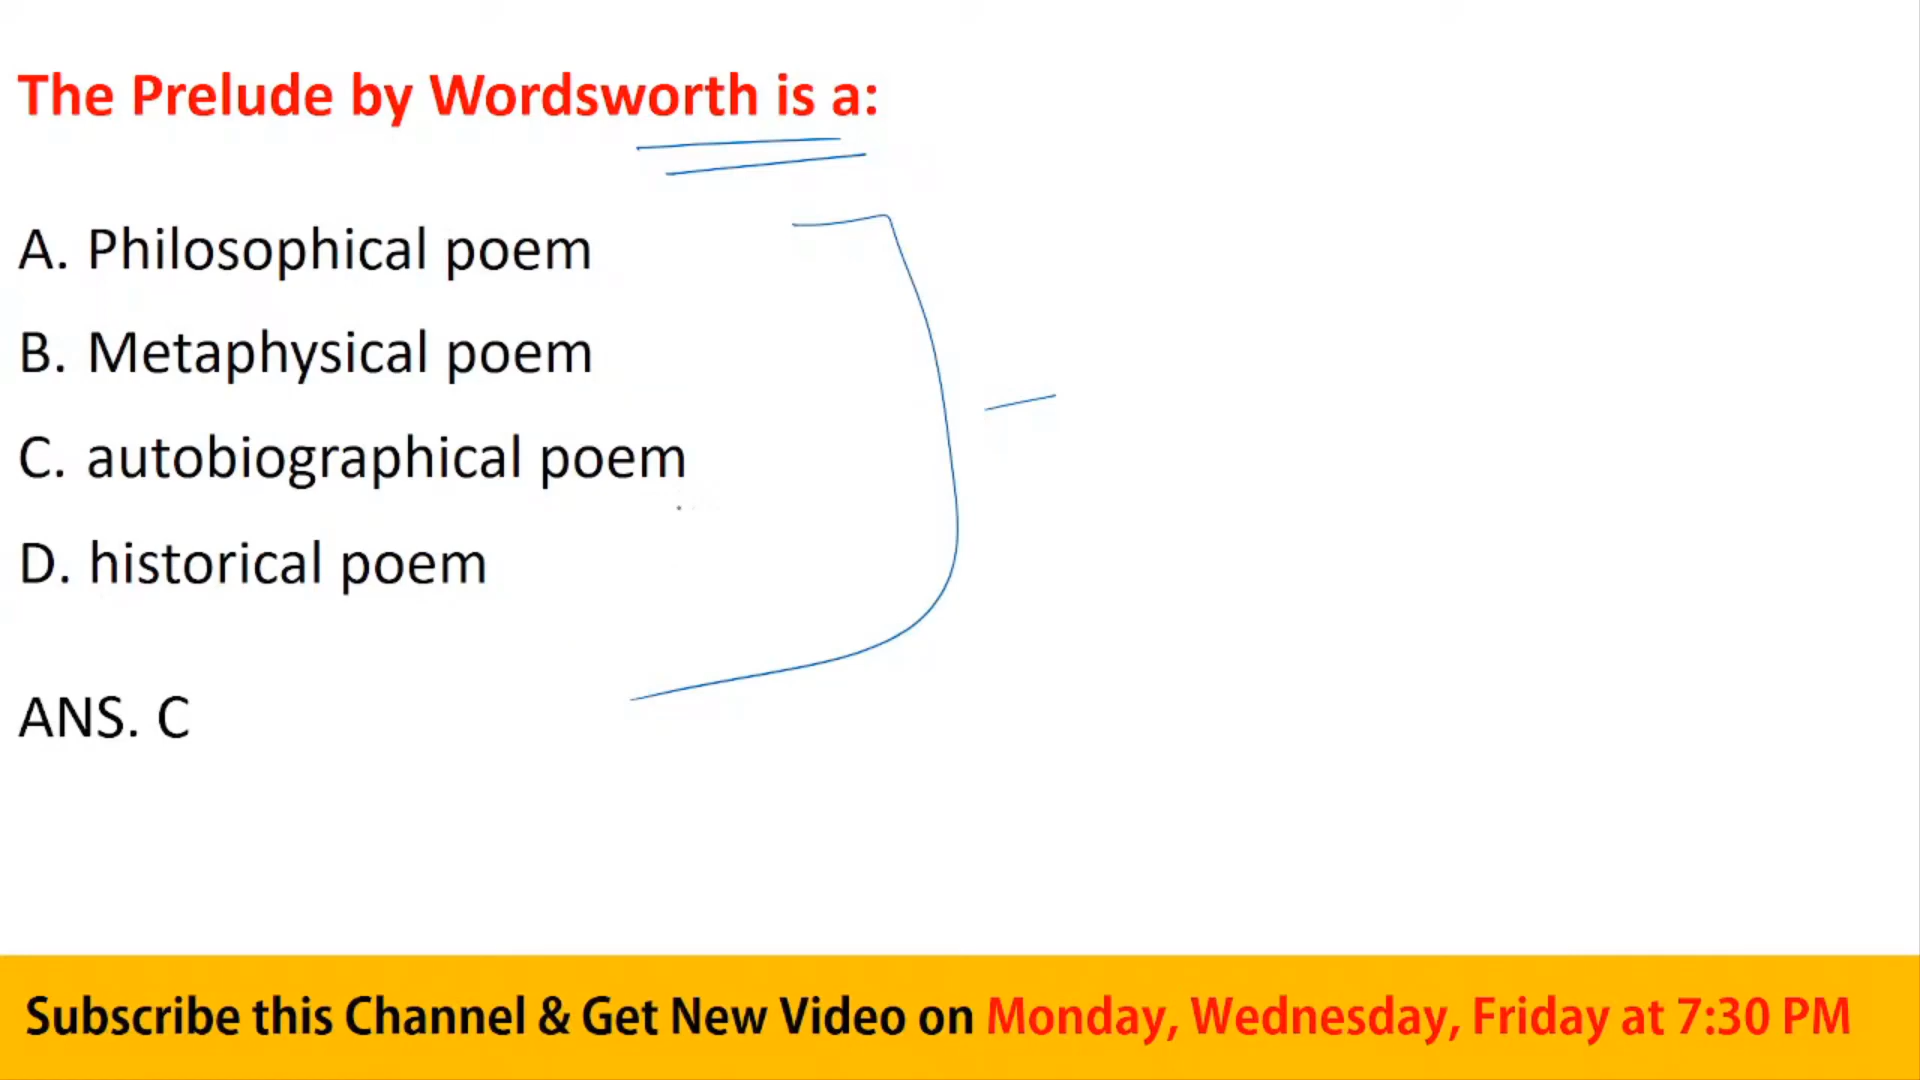 The Prelude by Wordsworth is a:
A. Philosophical poem
B. Metaphysical poem
C. autobiographical poem
D. historical poem
ANS. C
Subscribe this Channel & Get New Video on Monday, Wednesday, Friday at 7:30 PM